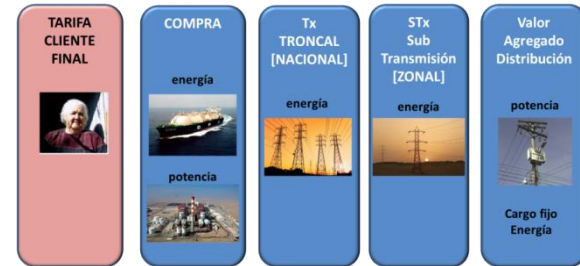 TARIFA
CLIENTE
FINAL
COMPRA
energía
potencia
Tx
TRONCAL
[NACIONAL]
energía
STx
Sub
Transmisión
[ZONAL]
energía
Valor
Agregado
Distribución
potencia
Cargo fijo
Energía